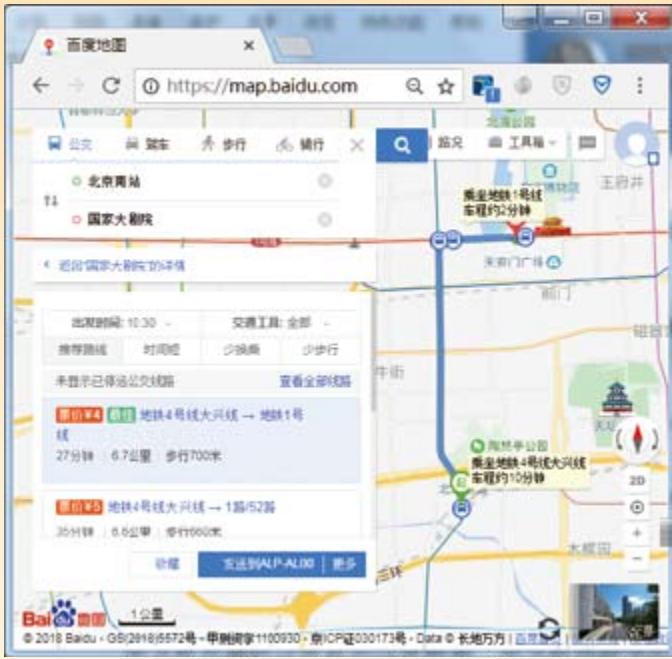 百度地图
https://map.baidu.com
公交 驾车 步行 骑行
路况 工具箱
北京南站
国家大剧院
返回"国家大剧院"的详情
出发时间: 10:30 交通工具: 全部
推荐路线 时间短 少换乘 少步行
未显示已停运公交线路 查看全部线路
票价¥4 最佳 地铁4号线大兴线 → 地铁1号
线
27分钟 6.7公里 步行700米
票价¥5 地铁4号线大兴线 → 1路/52路
35分钟 6.6公里 步行660米
收藏 发送到ALP-AL00 更多
北海公园
王府井
乘坐地铁1号线
车程约2分钟
天安门广场
前门
牛街
陶然亭公园
乘坐地铁4号线大兴线
车程约10分钟
2D
木樨园
三环
Bai 地图
1公里
© 2018 Baidu - GS(2018)5572号 - 甲测资字1100930 - 京ICP证030173号 - Data © 长地万方